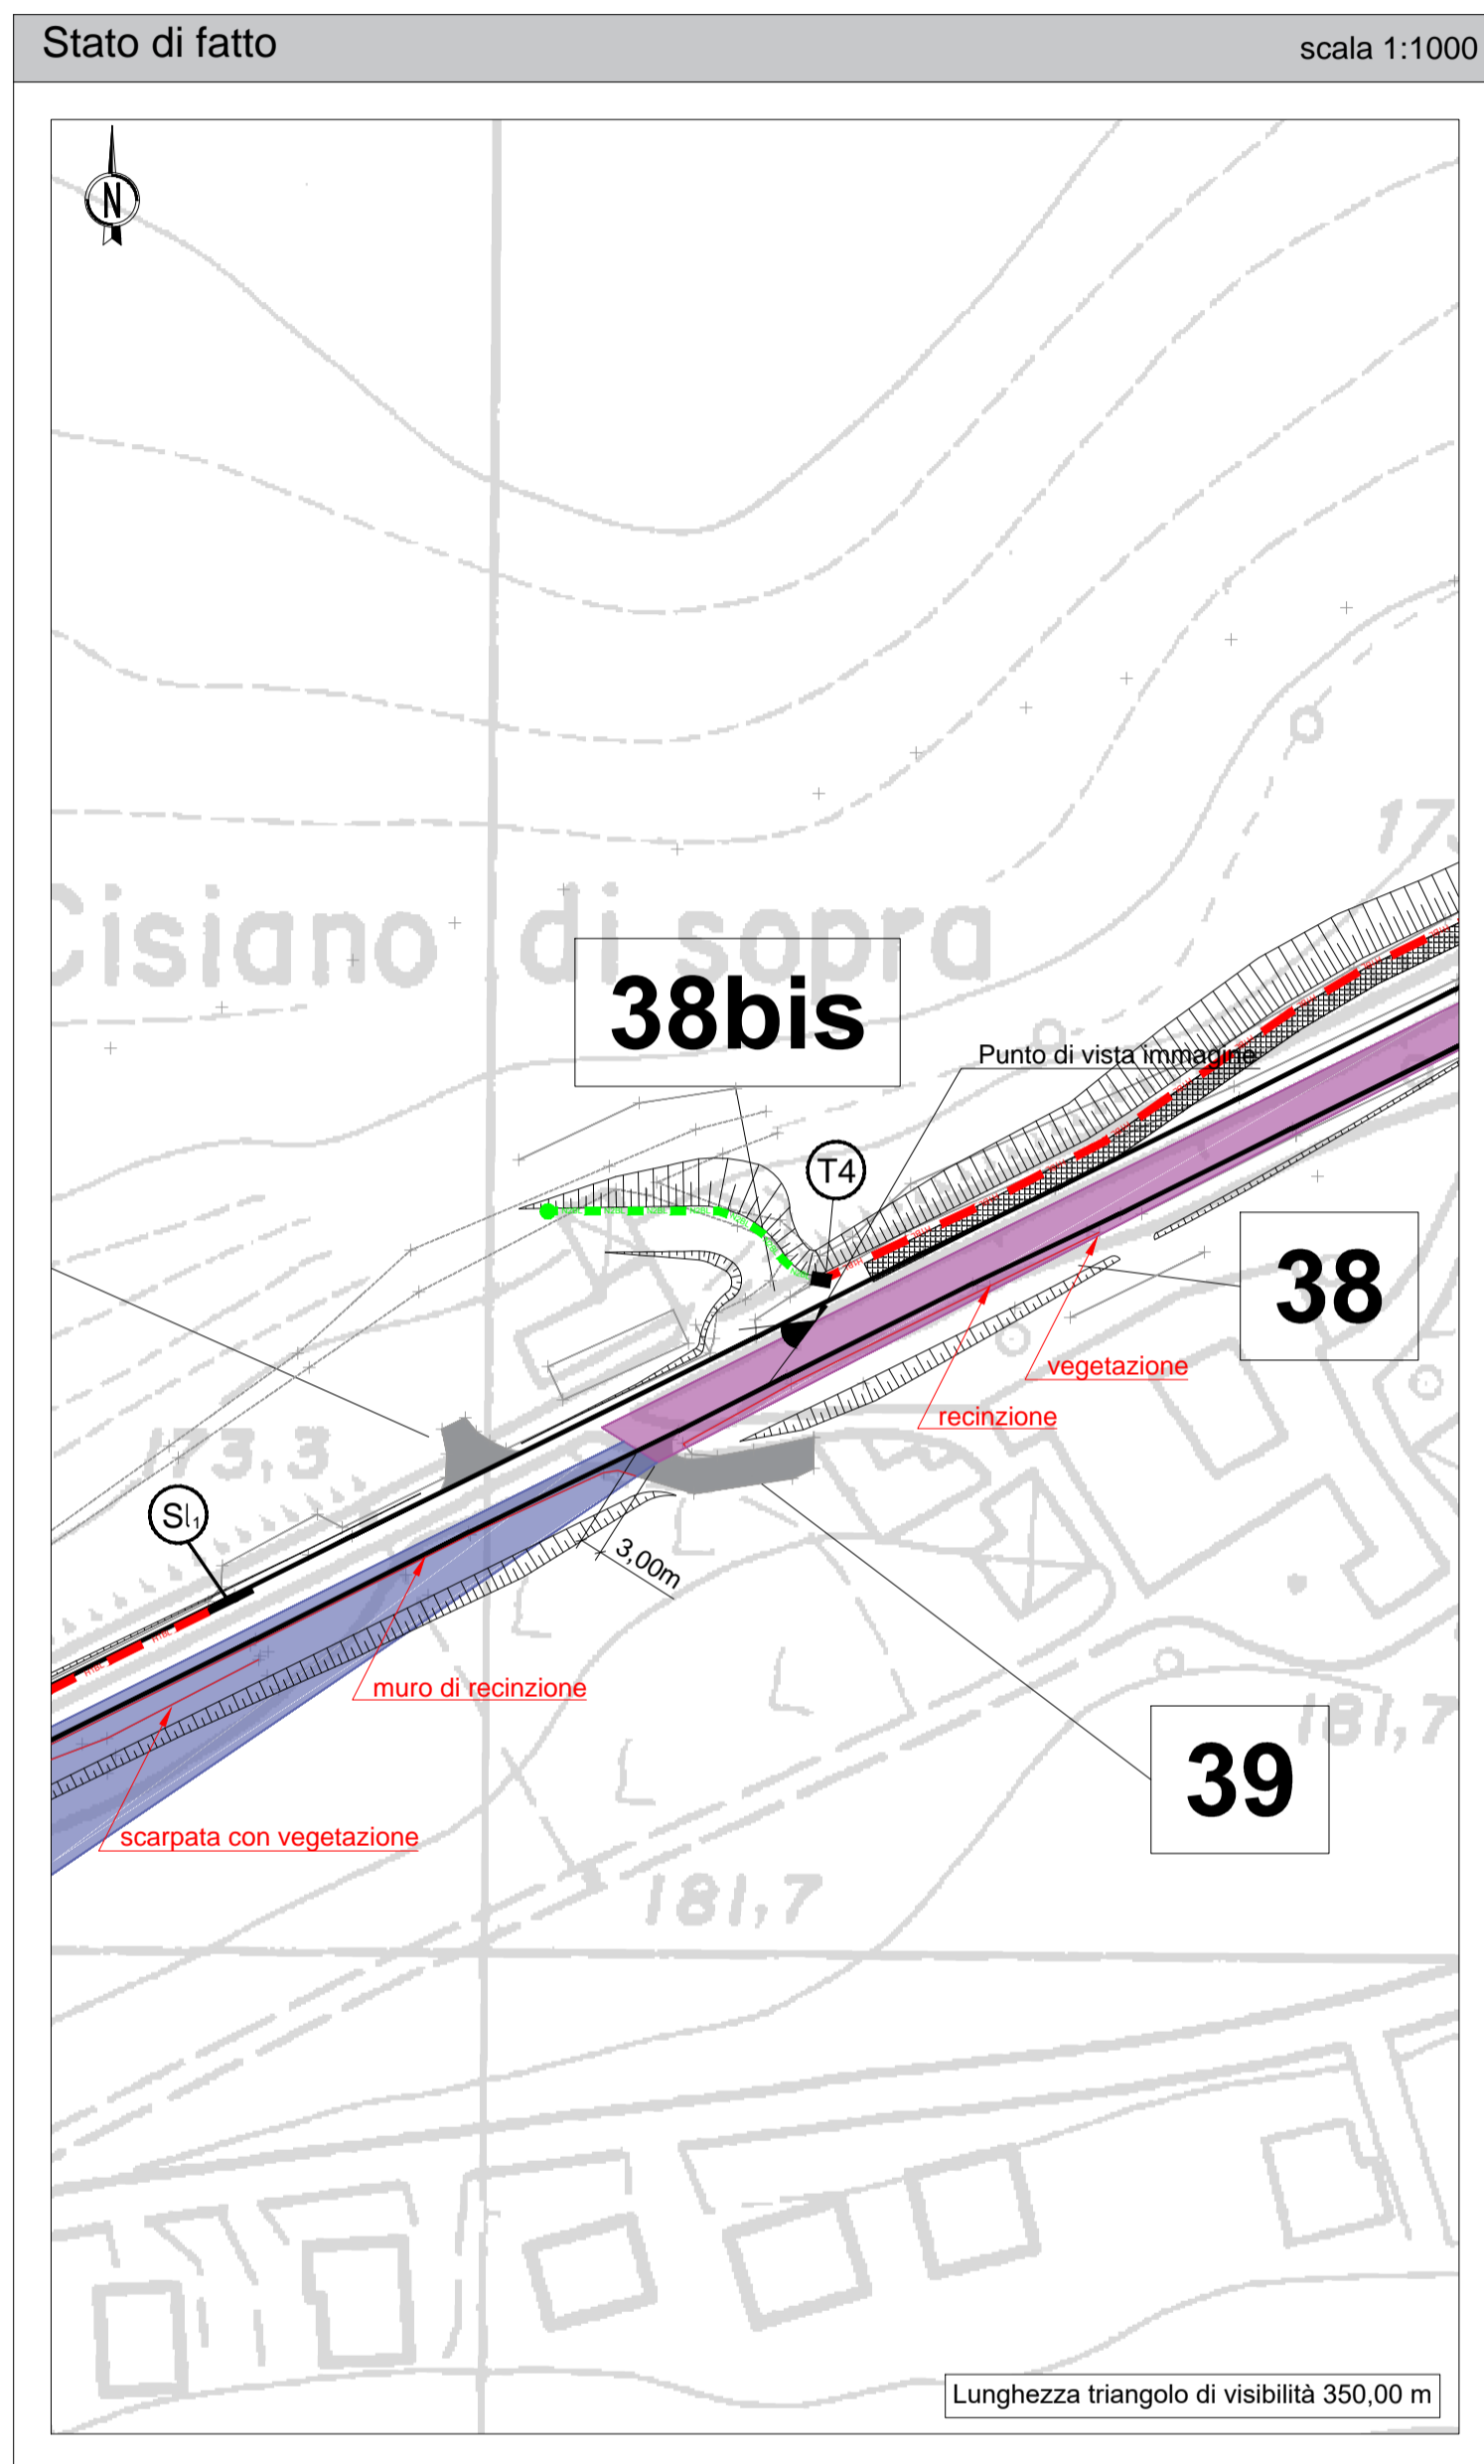 Stato di fatto
scala 1:1000
N
17
Cisiano di sopra
38bis
Punto di vista immagine
T4
38
vegetazione
recinzione
173,3
Sl1
3,00m
muro di recinzione
39
181,7
scarpata con vegetazione
181,7
Lunghezza triangolo di visibilità 350,00 m